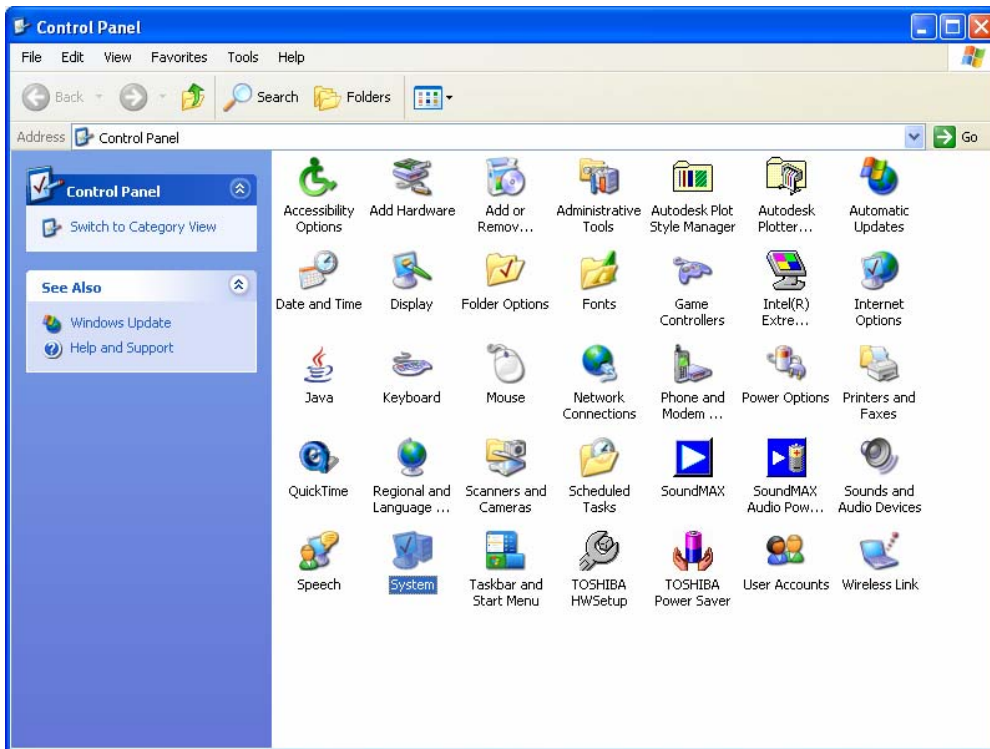 Control Panel
File Edit View Favorites Tools Help
Back Search Folders
Address Control Panel Go
Control Panel
Switch to Category View
See Also
Windows Update
Help and Support
Accessibility Options
Add Hardware
Add or Remov...
Administrative Tools
Autodesk Plot Style Manager
Autodesk Plotter...
Automatic Updates
Date and Time
Display
Folder Options
Fonts
Game Controllers
Intel(R) Extre...
Internet Options
Java
Keyboard
Mouse
Network Connections
Phone and Modem ...
Power Options
Printers and Faxes
QuickTime
Regional and Language ...
Scanners and Cameras
Scheduled Tasks
SoundMAX
SoundMAX Audio Pow...
Sounds and Audio Devices
Speech
System
Taskbar and Start Menu
TOSHIBA HWSetup
TOSHIBA Power Saver
User Accounts
Wireless Link